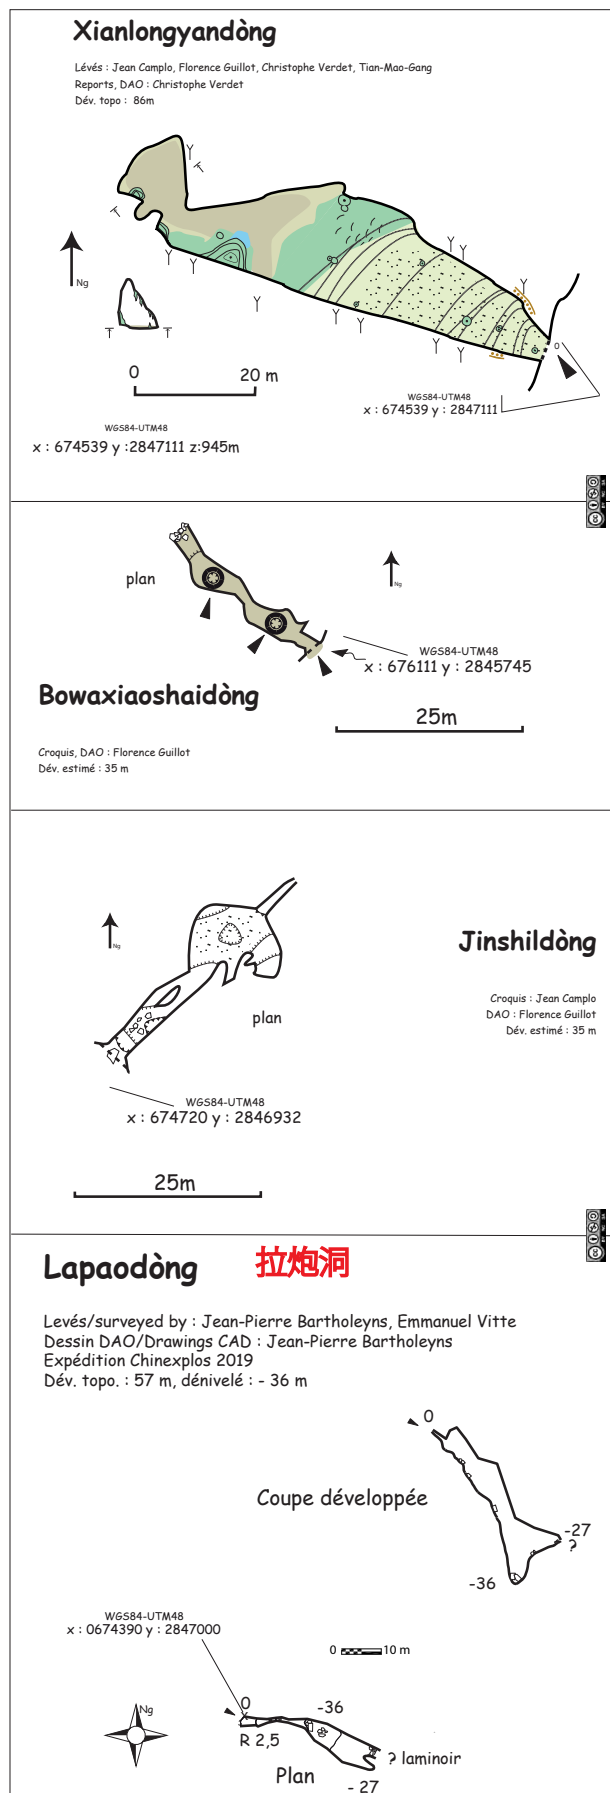 Xianlongyandòng
Lévés : Jean Camplo, Florence Guillot, Christophe Verdet, Tian-Mao-Gang
Reports, DAO : Christophe Verdet
Dév. topo : 86m
Ng
0
0 20 m
WGS84-UTM48
x : 674539 y : 2847111
WGS84-UTM48
x : 674539 y :2847111 z:945m
plan
Ng
WGS84-UTM48
x : 676111 y : 2845745
Bowaxiaoshaidòng
25m
Croquis, DAO : Florence Guillot
Dév. estimé : 35 m
Ng
Jinshildòng
Croquis : Jean Camplo
DAO : Florence Guillot
Dév. estimé : 35 m
plan
WGS84-UTM48
x : 674720 y : 2846932
25m
Lapaodòng 拉炮洞
Levés/surveyed by : Jean-Pierre Bartholeyns, Emmanuel Vitte
Dessin DAO/Drawings CAD : Jean-Pierre Bartholeyns
Expédition Chinexplos 2019
Dév. topo. : 57 m, dénivelé : - 36 m
0
Coupe développée
-27
?
-36
WGS84-UTM48
x : 0674390 y : 2847000
0 10 m
Ng
0
-36
R 2,5
? laminoir
Plan
- 27